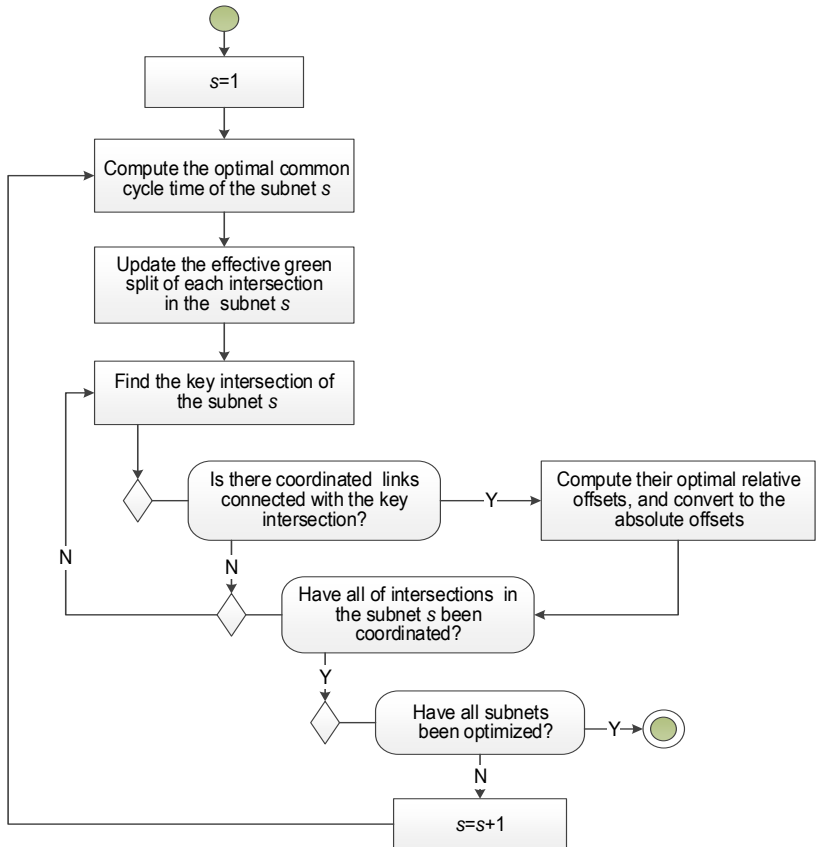 s=1
Compute the optimal common
cycle time of the subnet s
Update the effective green
split of each intersection
in the subnet s
Find the key intersection of
the subnet s
Is there coordinated links
connected with the key
intersection?
Y
Compute their optimal relative
offsets, and convert to the
absolute offsets
N
N
Have all of intersections in
the subnet s been
coordinated?
Y
Have all subnets
been optimized?
Y
N
s=s+1